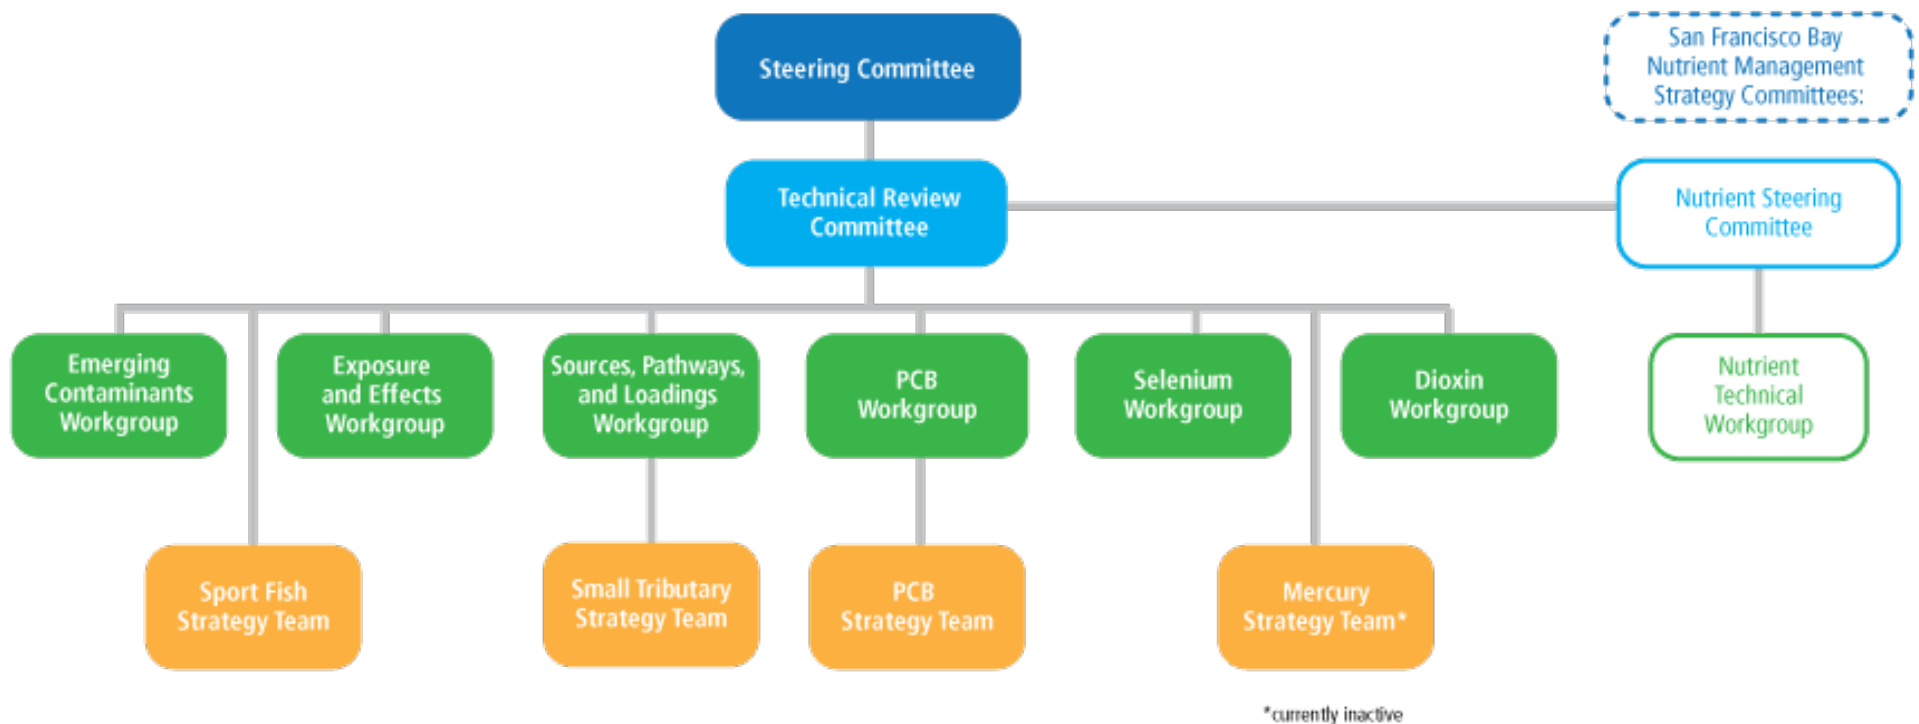 Steering Committee
San Francisco Bay
Nutrient Management
Strategy Committees:
Technical Review
Committee
Nutrient Steering
Committee
Emerging
Contaminants
Workgroup
Exposure
and Effects
Workgroup
Sources, Pathways,
and Loadings
Workgroup
PCB
Workgroup
Selenium
Workgroup
Dioxin
Workgroup
Nutrient
Technical
Workgroup
Sport Fish
Strategy Team
Small Tributary
Strategy Team
PCB
Strategy Team
Mercury
Strategy Team*
*currently inactive